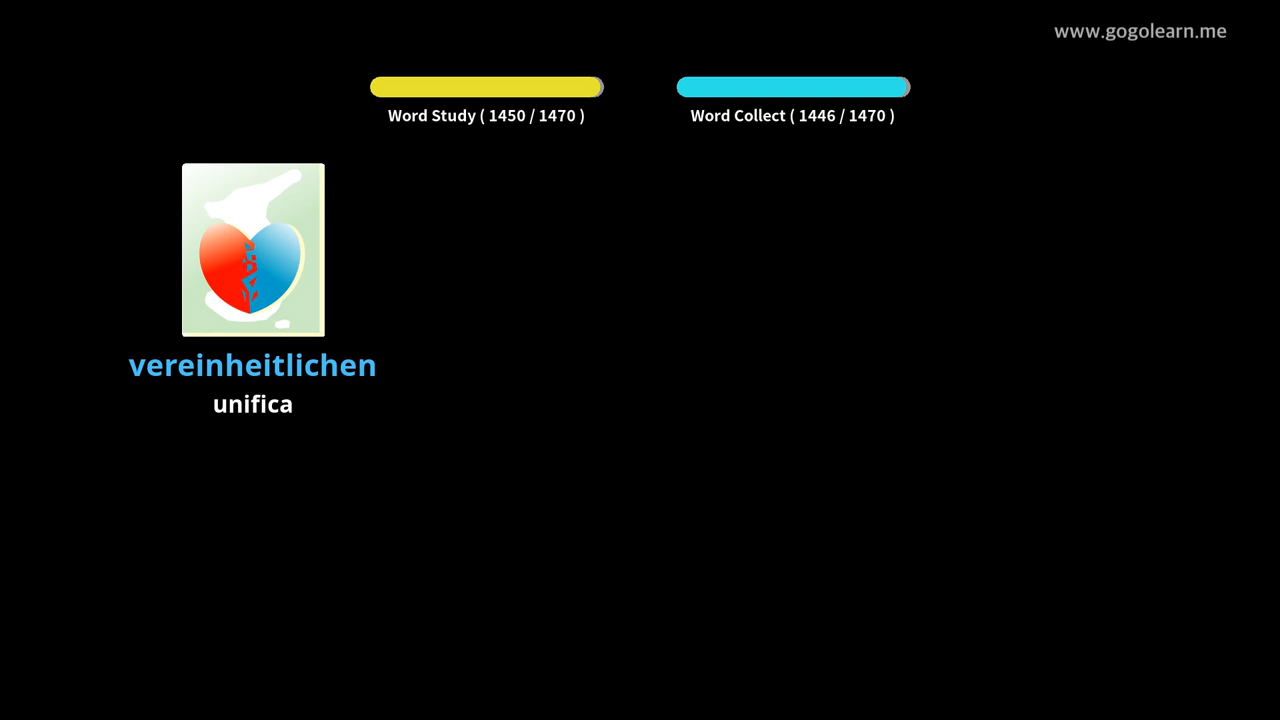 www.gogolearn.me
Word Study ( 1450 / 1470 )
Word Collect ( 1446 / 1470 )
vereinheitlichen
unifica